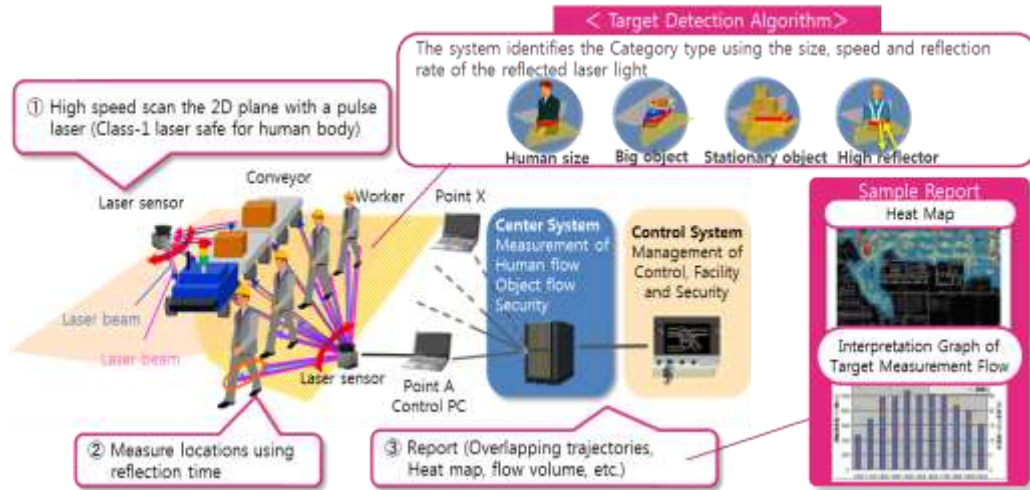 < Target Detection Algorithm>
The system identifies the Category type using the size, speed and reflection
rate of the reflected laser light
Human size
Big object
Stationary object
High reflector
① High speed scan the 2D plane with a pulse
laser (Class-1 laser safe for human body)
Conveyor
Laser sensor
Worker
Point X
Laser beam
Laser beam
Laser sensor
Point A
Control PC
Center System
Measurement of
Human flow
Object flow
Security
Control System
Management of
Control, Facility
and Security
Sample Report
Heat Map
Interpretation Graph of
Target Measurement Flow
② Measure locations using
reflection time
③ Report (Overlapping trajectories,
Heat map, flow volume, etc.)